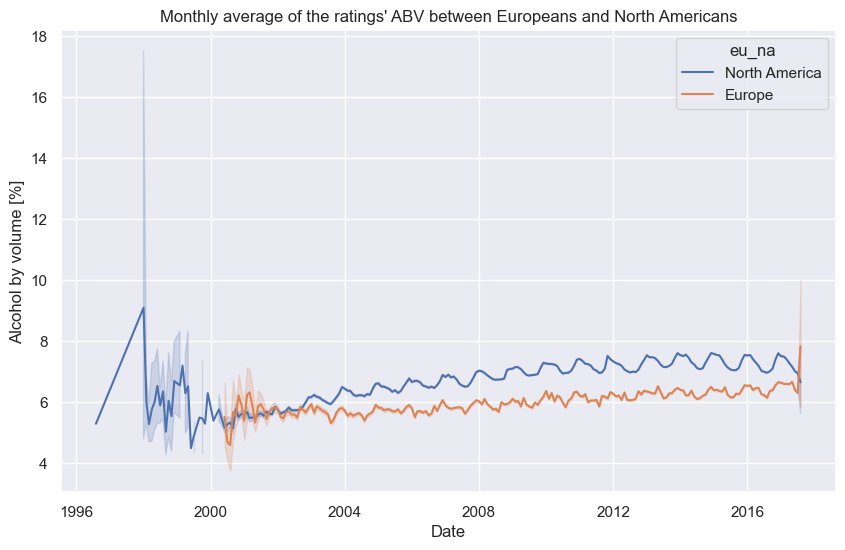 Monthly average of the ratings' ABV between Europeans and North Americans
18
16
14
12
10
8
6
4
Alcohol by volume [%]
eu_na
North America
Europe
1996
2000
2004
2008
2012
2016
Date